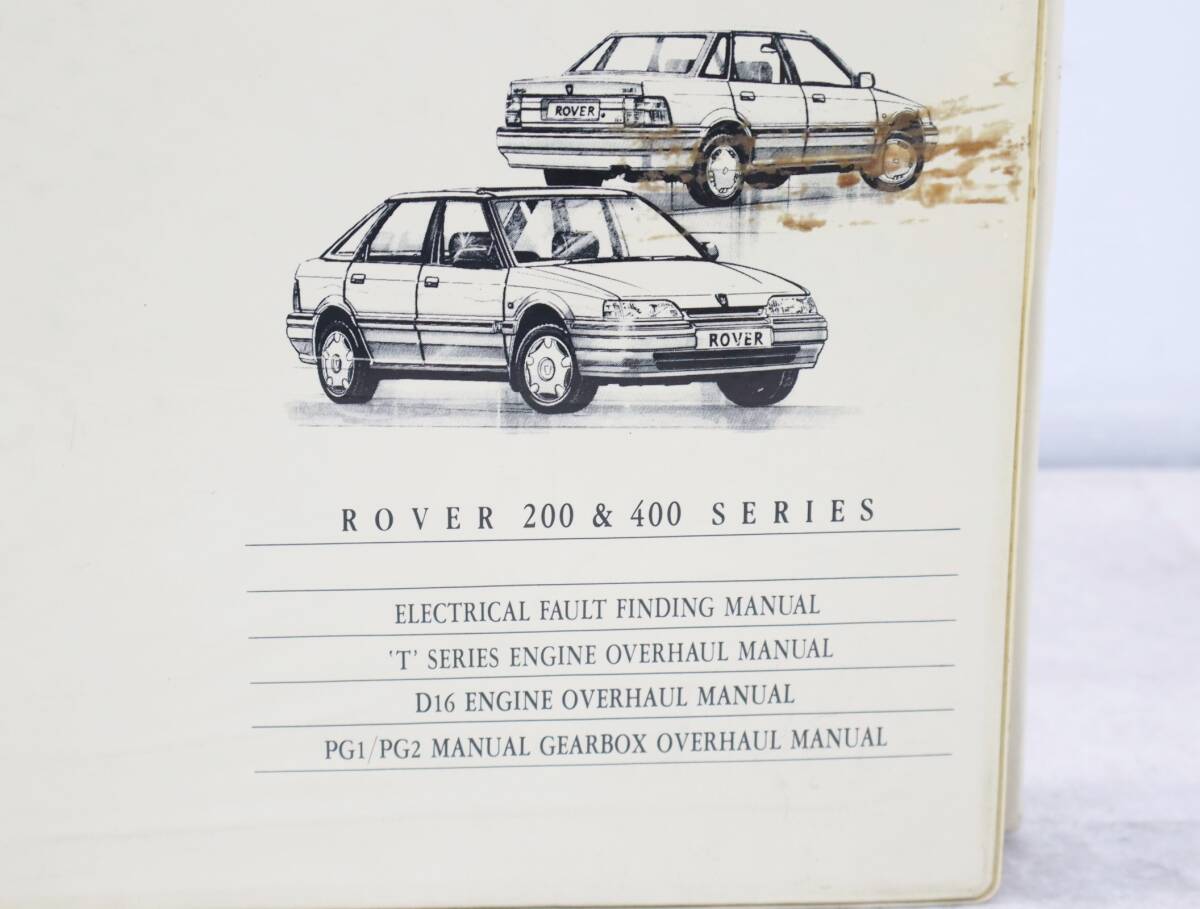 ROVER
ROVER
ROVER 200 & 400 SERIES
ELECTRICAL FAULT FINDING MANUAL
'T' SERIES ENGINE OVERHAUL MANUAL
D16 ENGINE OVERHAUL MANUAL
PG1/PG2 MANUAL GEARBOX OVERHAUL MANUAL